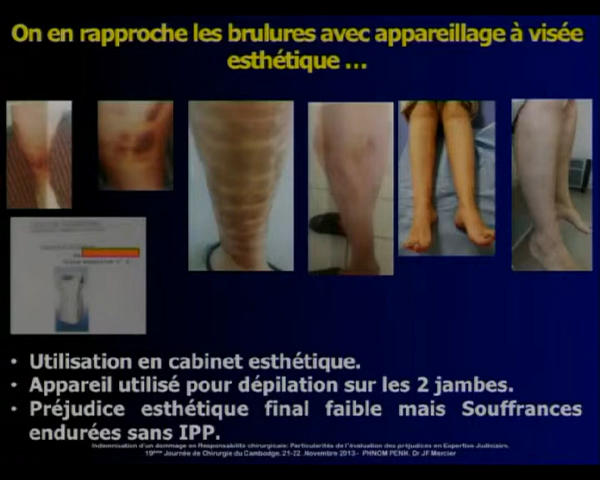 On en rapproche les brulures avec appareillage à visée
esthétique ...
• Utilisation en cabinet esthétique.
• Appareil utilisé pour dépilation sur les 2 jambes.
• Préjudice esthétique final faible mais Souffrances
endurées sans IPP.
Indemnisation d'un dommage en Responsabilité chirurgicale: Particularités de l'évaluation des préjudices en Expertise Judiciaire.
19ème Journée de Chirurgie du Cambodge. 21-22 Novembre 2013 - PHNOM PENH. Dr JF Mercier